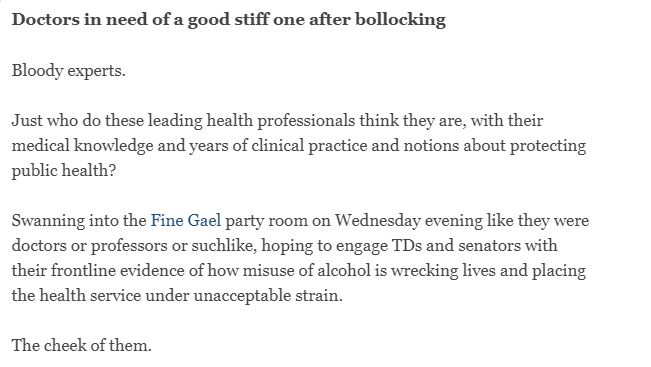 Doctors in need of a good stiff one after bollocking
Bloody experts.
Just who do these leading health professionals think they are, with their
medical knowledge and years of clinical practice and notions about protecting
public health?
Swanning into the Fine Gael party room on Wednesday evening like they were
doctors or professors or suchlike, hoping to engage TDs and senators with
their frontline evidence of how misuse of alcohol is wrecking lives and placing
the health service under unacceptable strain.
The cheek of them.